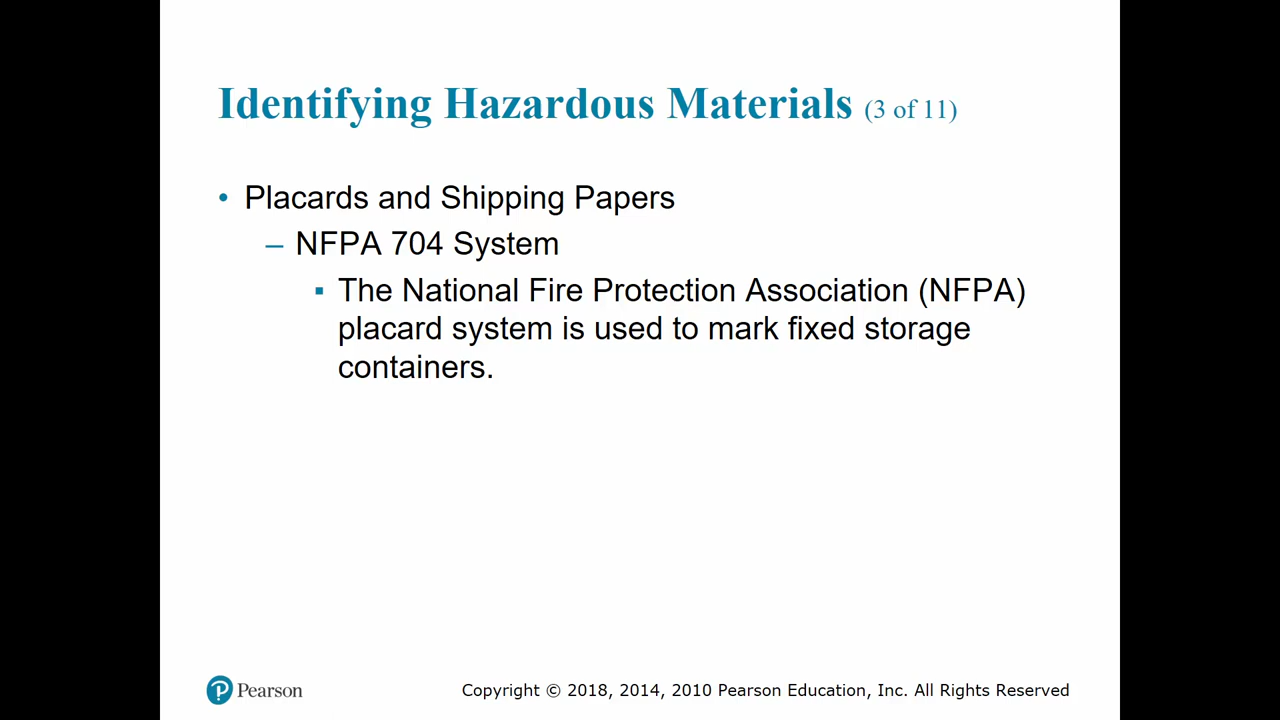 Identifying Hazardous Materials (3 of 11)
• Placards and Shipping Papers
– NFPA 704 System
▪ The National Fire Protection Association (NFPA)
placard system is used to mark fixed storage
containers.
Pearson
Copyright © 2018, 2014, 2010 Pearson Education, Inc. All Rights Reserved